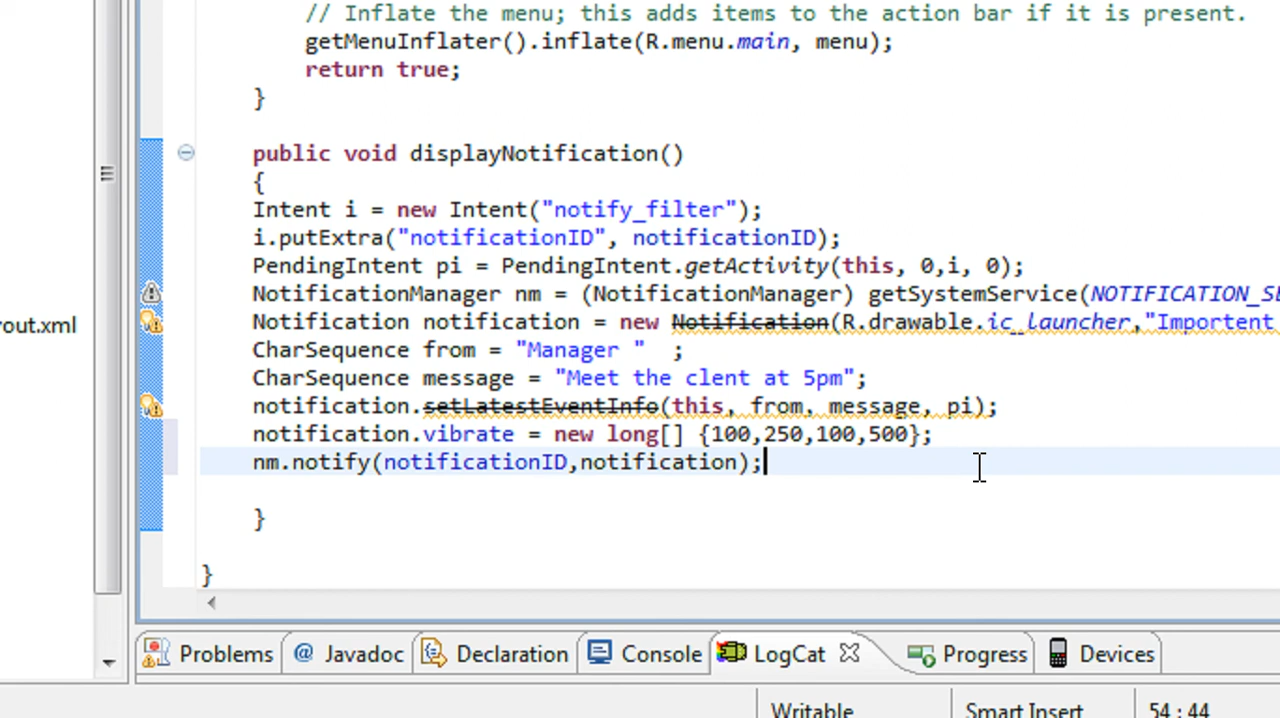 // Inflate the menu; this adds items to the action bar if it is present.
getMenuInflater().inflate(R.menu.main, menu);
return true;
}
public void displayNotification()
{
Intent i = new Intent("notify_filter");
i.putExtra("notificationID", notificationID);
PendingIntent pi = PendingIntent.getActivity(this, 0,i, 0);
NotificationManager nm = (NotificationManager) getSystemService(NOTIFICATION_SE
Notification notification = new Notification(R.drawable.ic_launcher,"Importent
CharSequence from = "Manager "  ;
CharSequence message = "Meet the clent at 5pm";
notification.setLatestEventInfo(this, from, message, pi);
notification.vibrate = new long[] {100,250,100,500};
nm.notify(notificationID,notification);
}
}
yout.xml
Problems @ Javadoc Declaration Console LogCat Progress Devices
Writable Smart Insert 54 : 44